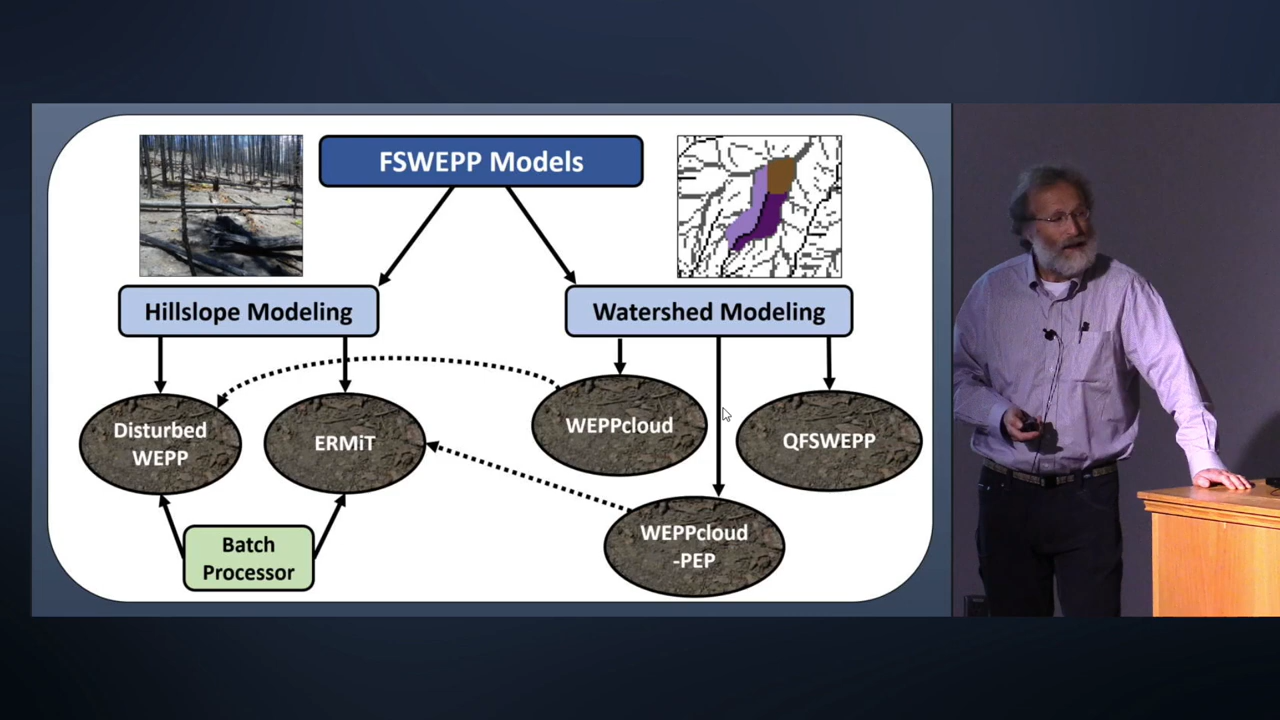 FSWEPP Models
Hillslope Modeling
Watershed Modeling
Disturbed
WEPP
ERMiT
WEPPcloud
QFSWEPP
WEPPcloud
-PEP
Batch
Processor